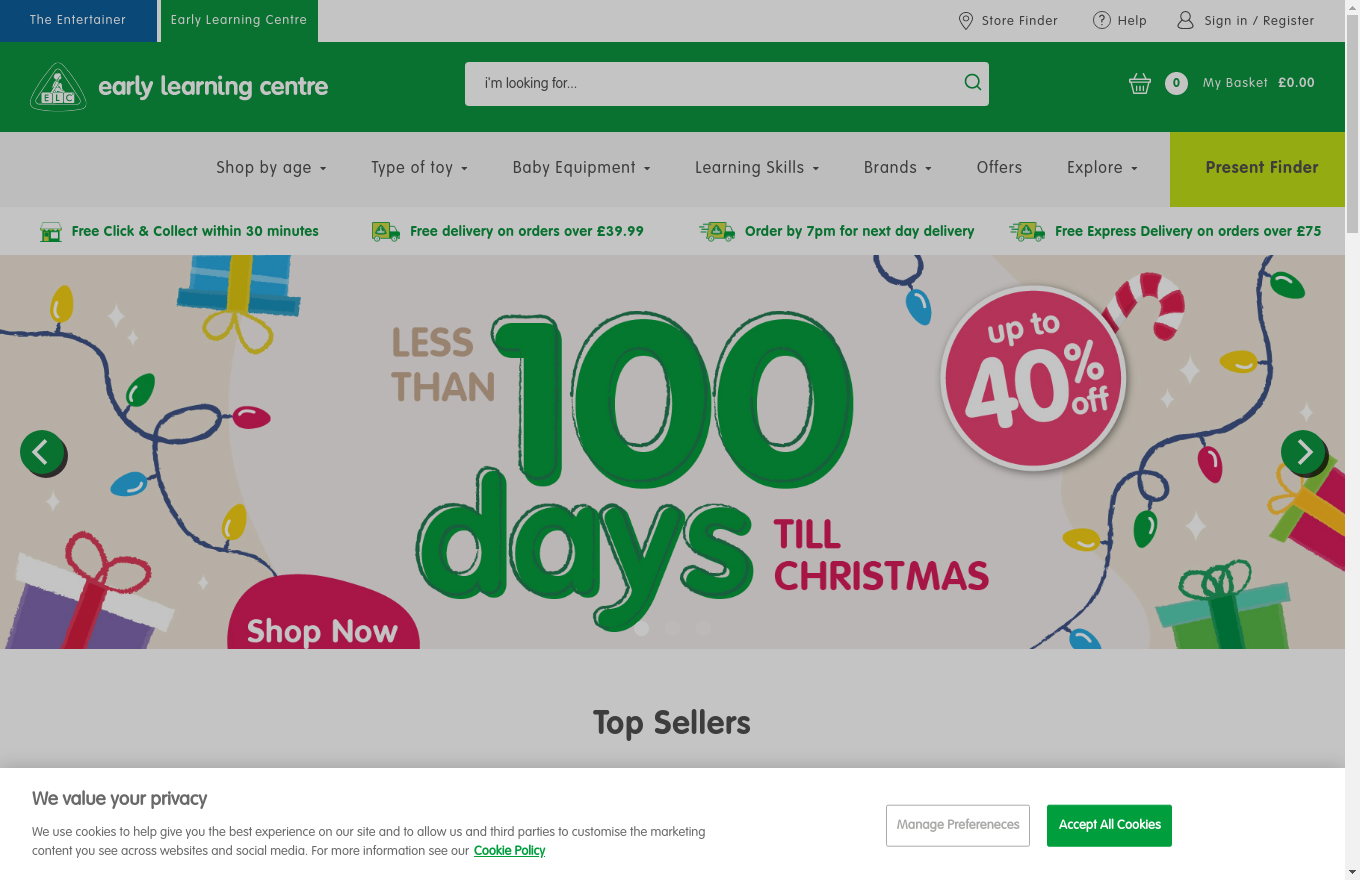 The Entertainer
Early Learning Centre
Store Finder
Help
Sign in / Register
ELC
early learning centre
i'm looking for...
0
My Basket £0.00
Shop by age
Type of toy
Baby Equipment
Learning Skills
Brands
Offers
Explore
Present Finder
Free Click & Collect within 30 minutes
Free delivery on orders over £39.99
Order by 7pm for next day delivery
Free Express Delivery on orders over £75
LESS
THAN
100
days
TILL
CHRISTMAS
up to
40%
off
Shop Now
Top Sellers
We value your privacy
We use cookies to help give you the best experience on our site and to allow us and third parties to customise the marketing
content you see across websites and social media. For more information see our Cookie Policy
Manage Prefereneces
Accept All Cookies